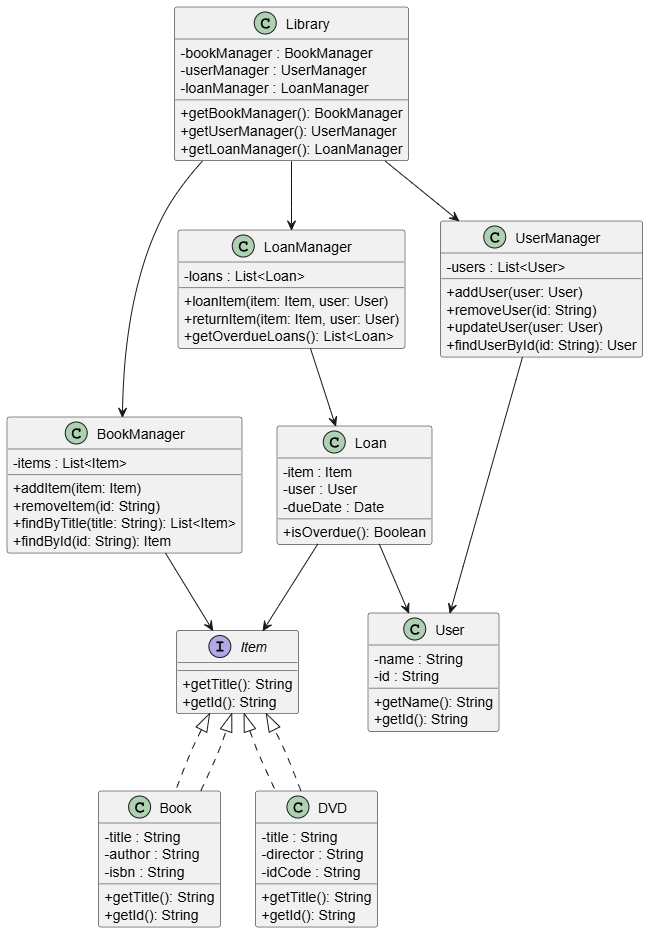 C Library
-bookManager : BookManager
-userManager : UserManager
-loanManager : LoanManager
+getBookManager(): BookManager
+getUserManager(): UserManager
+getLoanManager(): LoanManager
C LoanManager
-loans : List<Loan>
+loanItem(item: Item, user: User)
+returnItem(item: Item, user: User)
+getOverdueLoans(): List<Loan>
C UserManager
-users : List<User>
+addUser(user: User)
+removeUser(id: String)
+updateUser(user: User)
+findUserById(id: String): User
C BookManager
-items : List<Item>
+addItem(item: Item)
+removeItem(id: String)
+findByTitle(title: String): List<Item>
+findById(id: String): Item
C Loan
-item : Item
-user : User
-dueDate : Date
+isOverdue(): Boolean
I Item
+getTitle(): String
+getId(): String
C User
-name : String
-id : String
+getName(): String
+getId(): String
C Book
-title : String
-author : String
-isbn : String
+getTitle(): String
+getId(): String
C DVD
-title : String
-director : String
-idCode : String
+getTitle(): String
+getId(): String